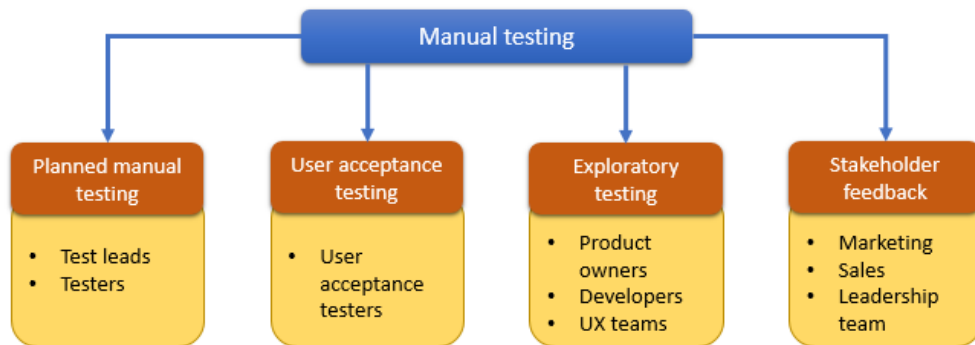 Manual testing
Planned manual
testing
• Test leads
• Testers
User acceptance
testing
• User
acceptance
testers
Exploratory
testing
• Product
owners
• Developers
• UX teams
Stakeholder
feedback
• Marketing
• Sales
• Leadership
team